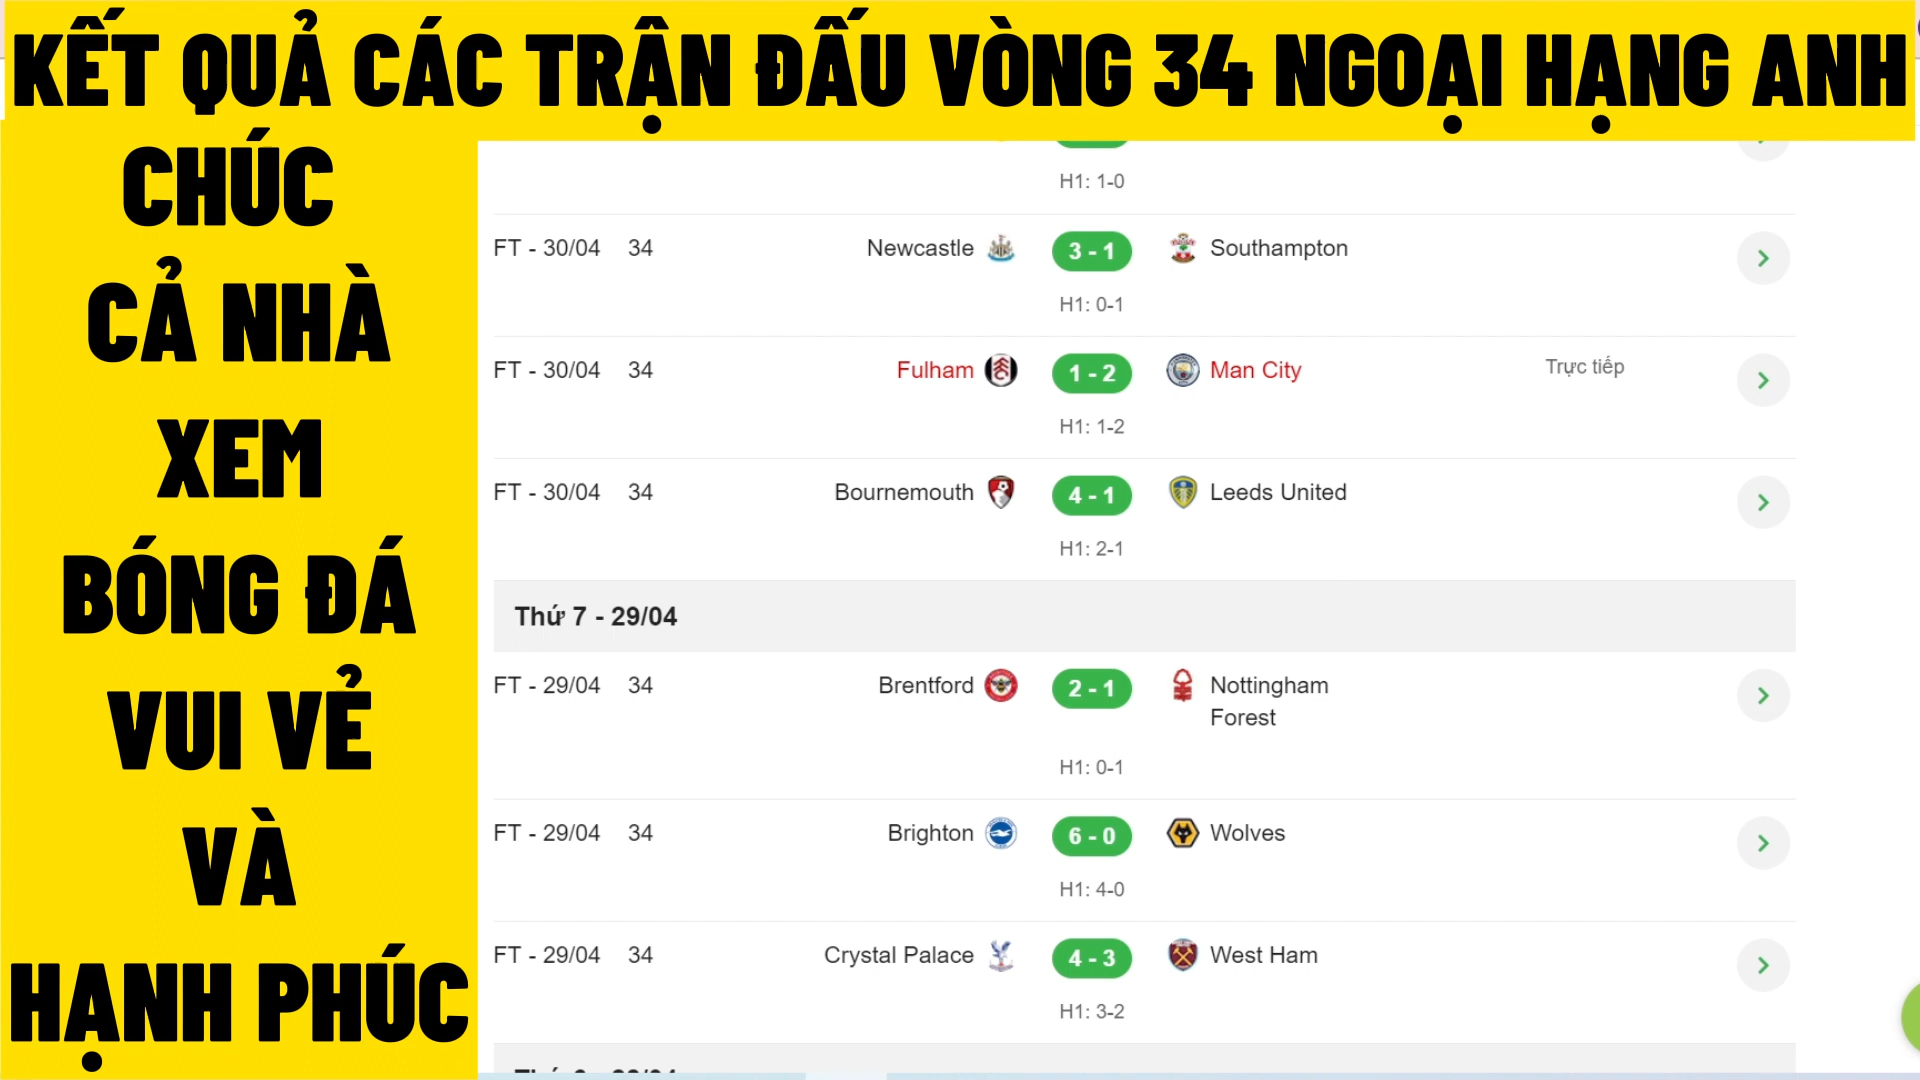 KẾT QUẢ CÁC TRẬN ĐẤU VÒNG 34 NGOẠI HẠNG ANH
CHÚC
CẢ NHÀ
XEM
BÓNG ĐÁ
VUI VẺ
VÀ
HẠNH PHÚC
H1: 1-0
FT - 30/04 34 Newcastle 3 - 1 Southampton
H1: 0-1
FT - 30/04 34 Fulham 1 - 2 Man City Trực tiếp
H1: 1-2
FT - 30/04 34 Bournemouth 4 - 1 Leeds United
H1: 2-1
Thứ 7 - 29/04
FT - 29/04 34 Brentford 2 - 1 Nottingham
Forest
H1: 0-1
FT - 29/04 34 Brighton 6 - 0 Wolves
H1: 4-0
FT - 29/04 34 Crystal Palace 4 - 3 West Ham
H1: 3-2